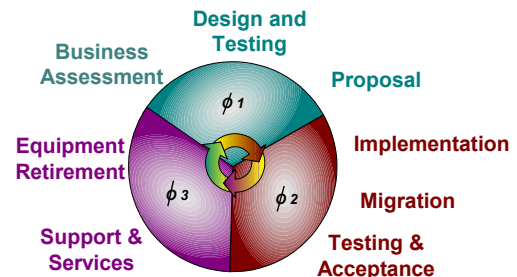 Design and
Testing
Business
Assessment
Proposal
ϕ 1
Equipment
Retirement
Implementation
ϕ 3
ϕ 2
Migration
Support &
Services
Testing &
Acceptance